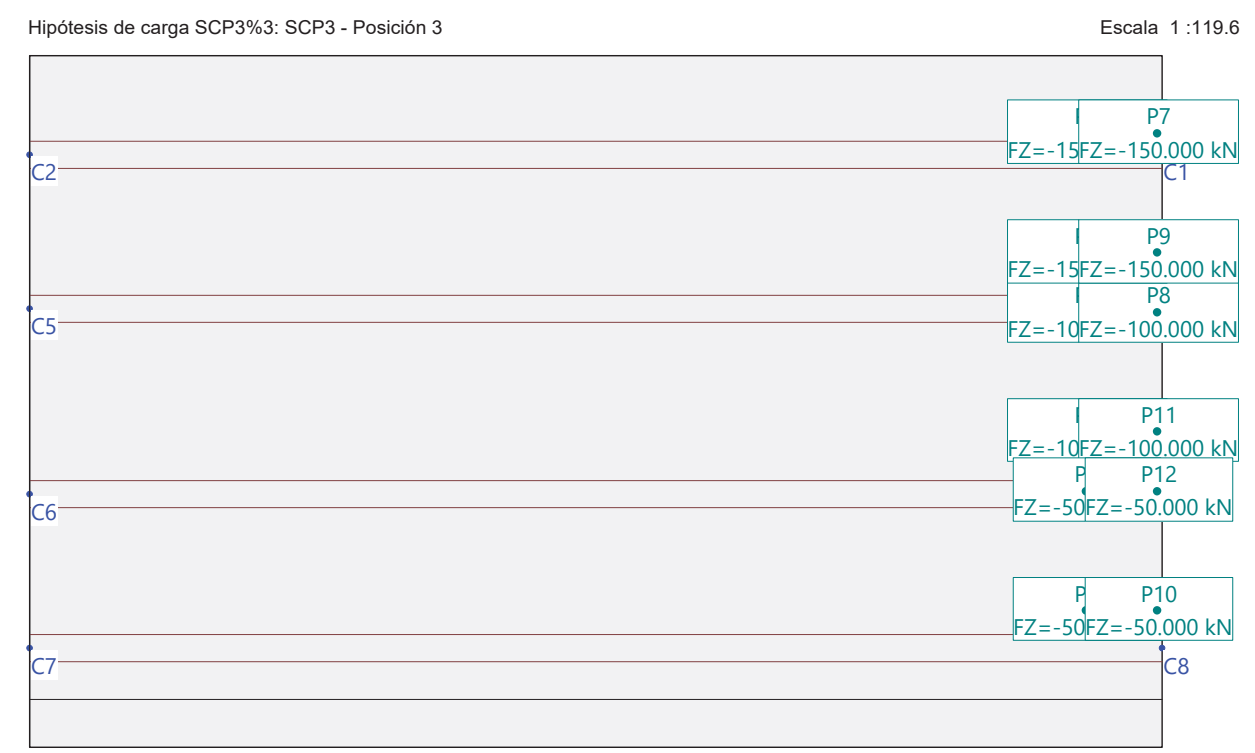 Hipótesis de carga SCP3%3: SCP3 - Posición 3
Escala 1 :119.6
P7
FZ=-15
FZ=-150.000 kN
C2
C1
P9
FZ=-15
FZ=-150.000 kN
P8
C5
FZ=-10
FZ=-100.000 kN
P11
FZ=-10
FZ=-100.000 kN
P
P12
C6
FZ=-50
FZ=-50.000 kN
P
P10
FZ=-50
FZ=-50.000 kN
C7
C8